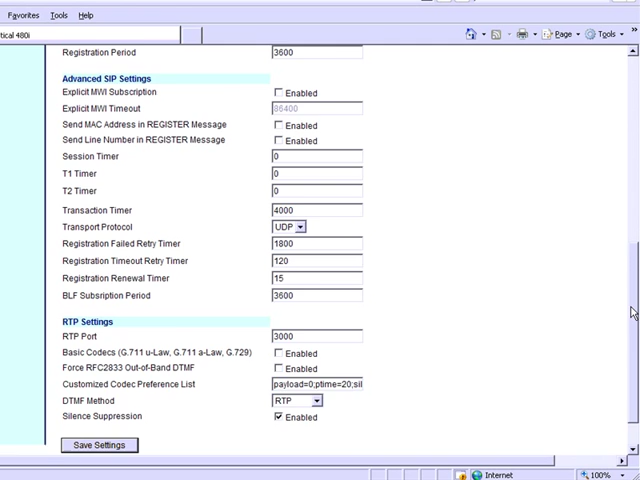 Favorites Tools Help
tical 480i
Page Tools
Registration Period 3600
Advanced SIP Settings
Explicit MWI Subscription Enabled
Explicit MWI Timeout 86400
Send MAC Address in REGISTER Message Enabled
Send Line Number in REGISTER Message Enabled
Session Timer 0
T1 Timer 0
T2 Timer 0
Transaction Timer 4000
Transport Protocol UDP
Registration Failed Retry Timer 1800
Registration Timeout Retry Timer 120
Registration Renewal Timer 15
BLF Subsription Period 3600
RTP Settings
RTP Port 3000
Basic Codecs (G.711 u-Law, G.711 a-Law, G.729) Enabled
Force RFC2833 Out-of-Band DTMF Enabled
Customized Codec Preference List payload=0;ptime=20;sil
DTMF Method RTP
Silence Suppression Enabled
Save Settings
Internet 100%